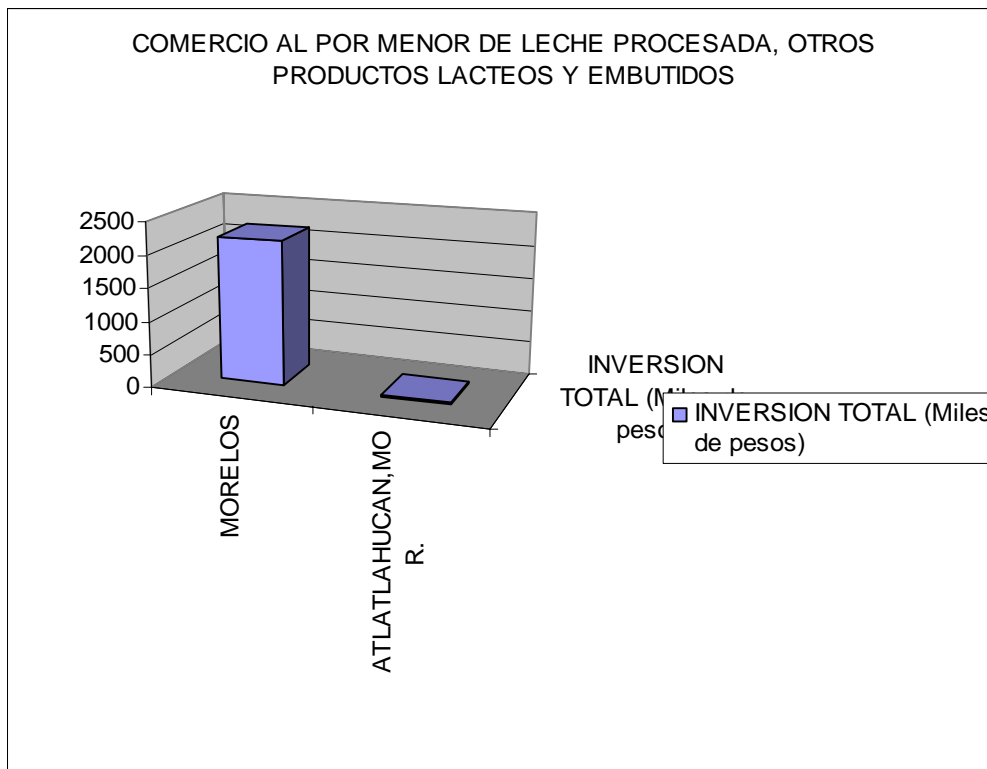 COMERCIO AL POR MENOR DE LECHE PROCESADA, OTROS
PRODUCTOS LACTEOS Y EMBUTIDOS
2500
2000
1500
1000
500
0
MORELOS
ATLATLAHUCAN,MO
R.
INVERSION
TOTAL
INVERSION TOTAL (Miles
de pesos)